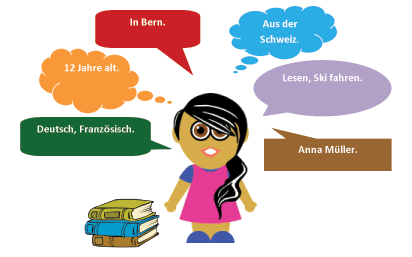 In Bern.
Aus der
Schweiz.
12 Jahre alt.
Lesen, Ski fahren.
Deutsch, Französisch.
Anna Müller.